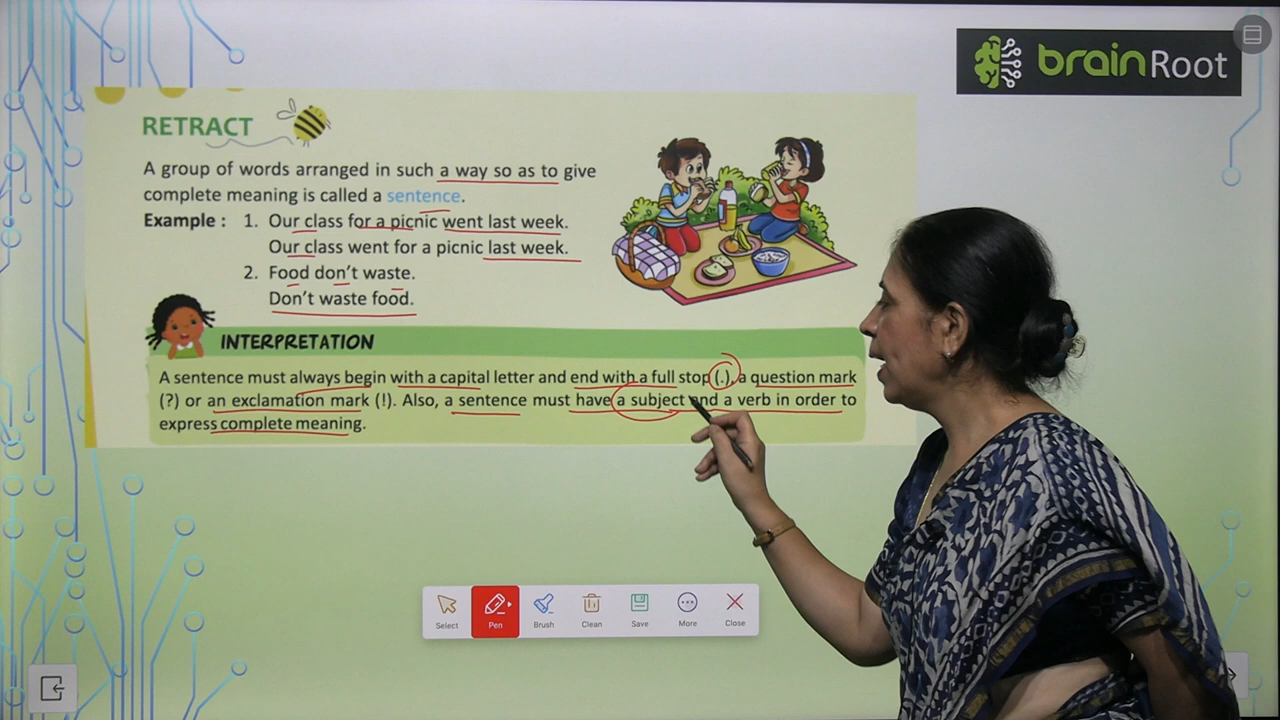 brainRoot
RETRACT
A group of words arranged in such a way so as to give
complete meaning is called a sentence.
Example : 1. Our class for a picnic went last week.
Our class went for a picnic last week.
2. Food don't waste.
Don't waste food.
INTERPRETATION
A sentence must always begin with a capital letter and end with a full stop (.), a question mark
(?) or an exclamation mark (!). Also, a sentence must have a subject and a verb in order to
express complete meaning.
Select Pen Brush Clean Save More Close